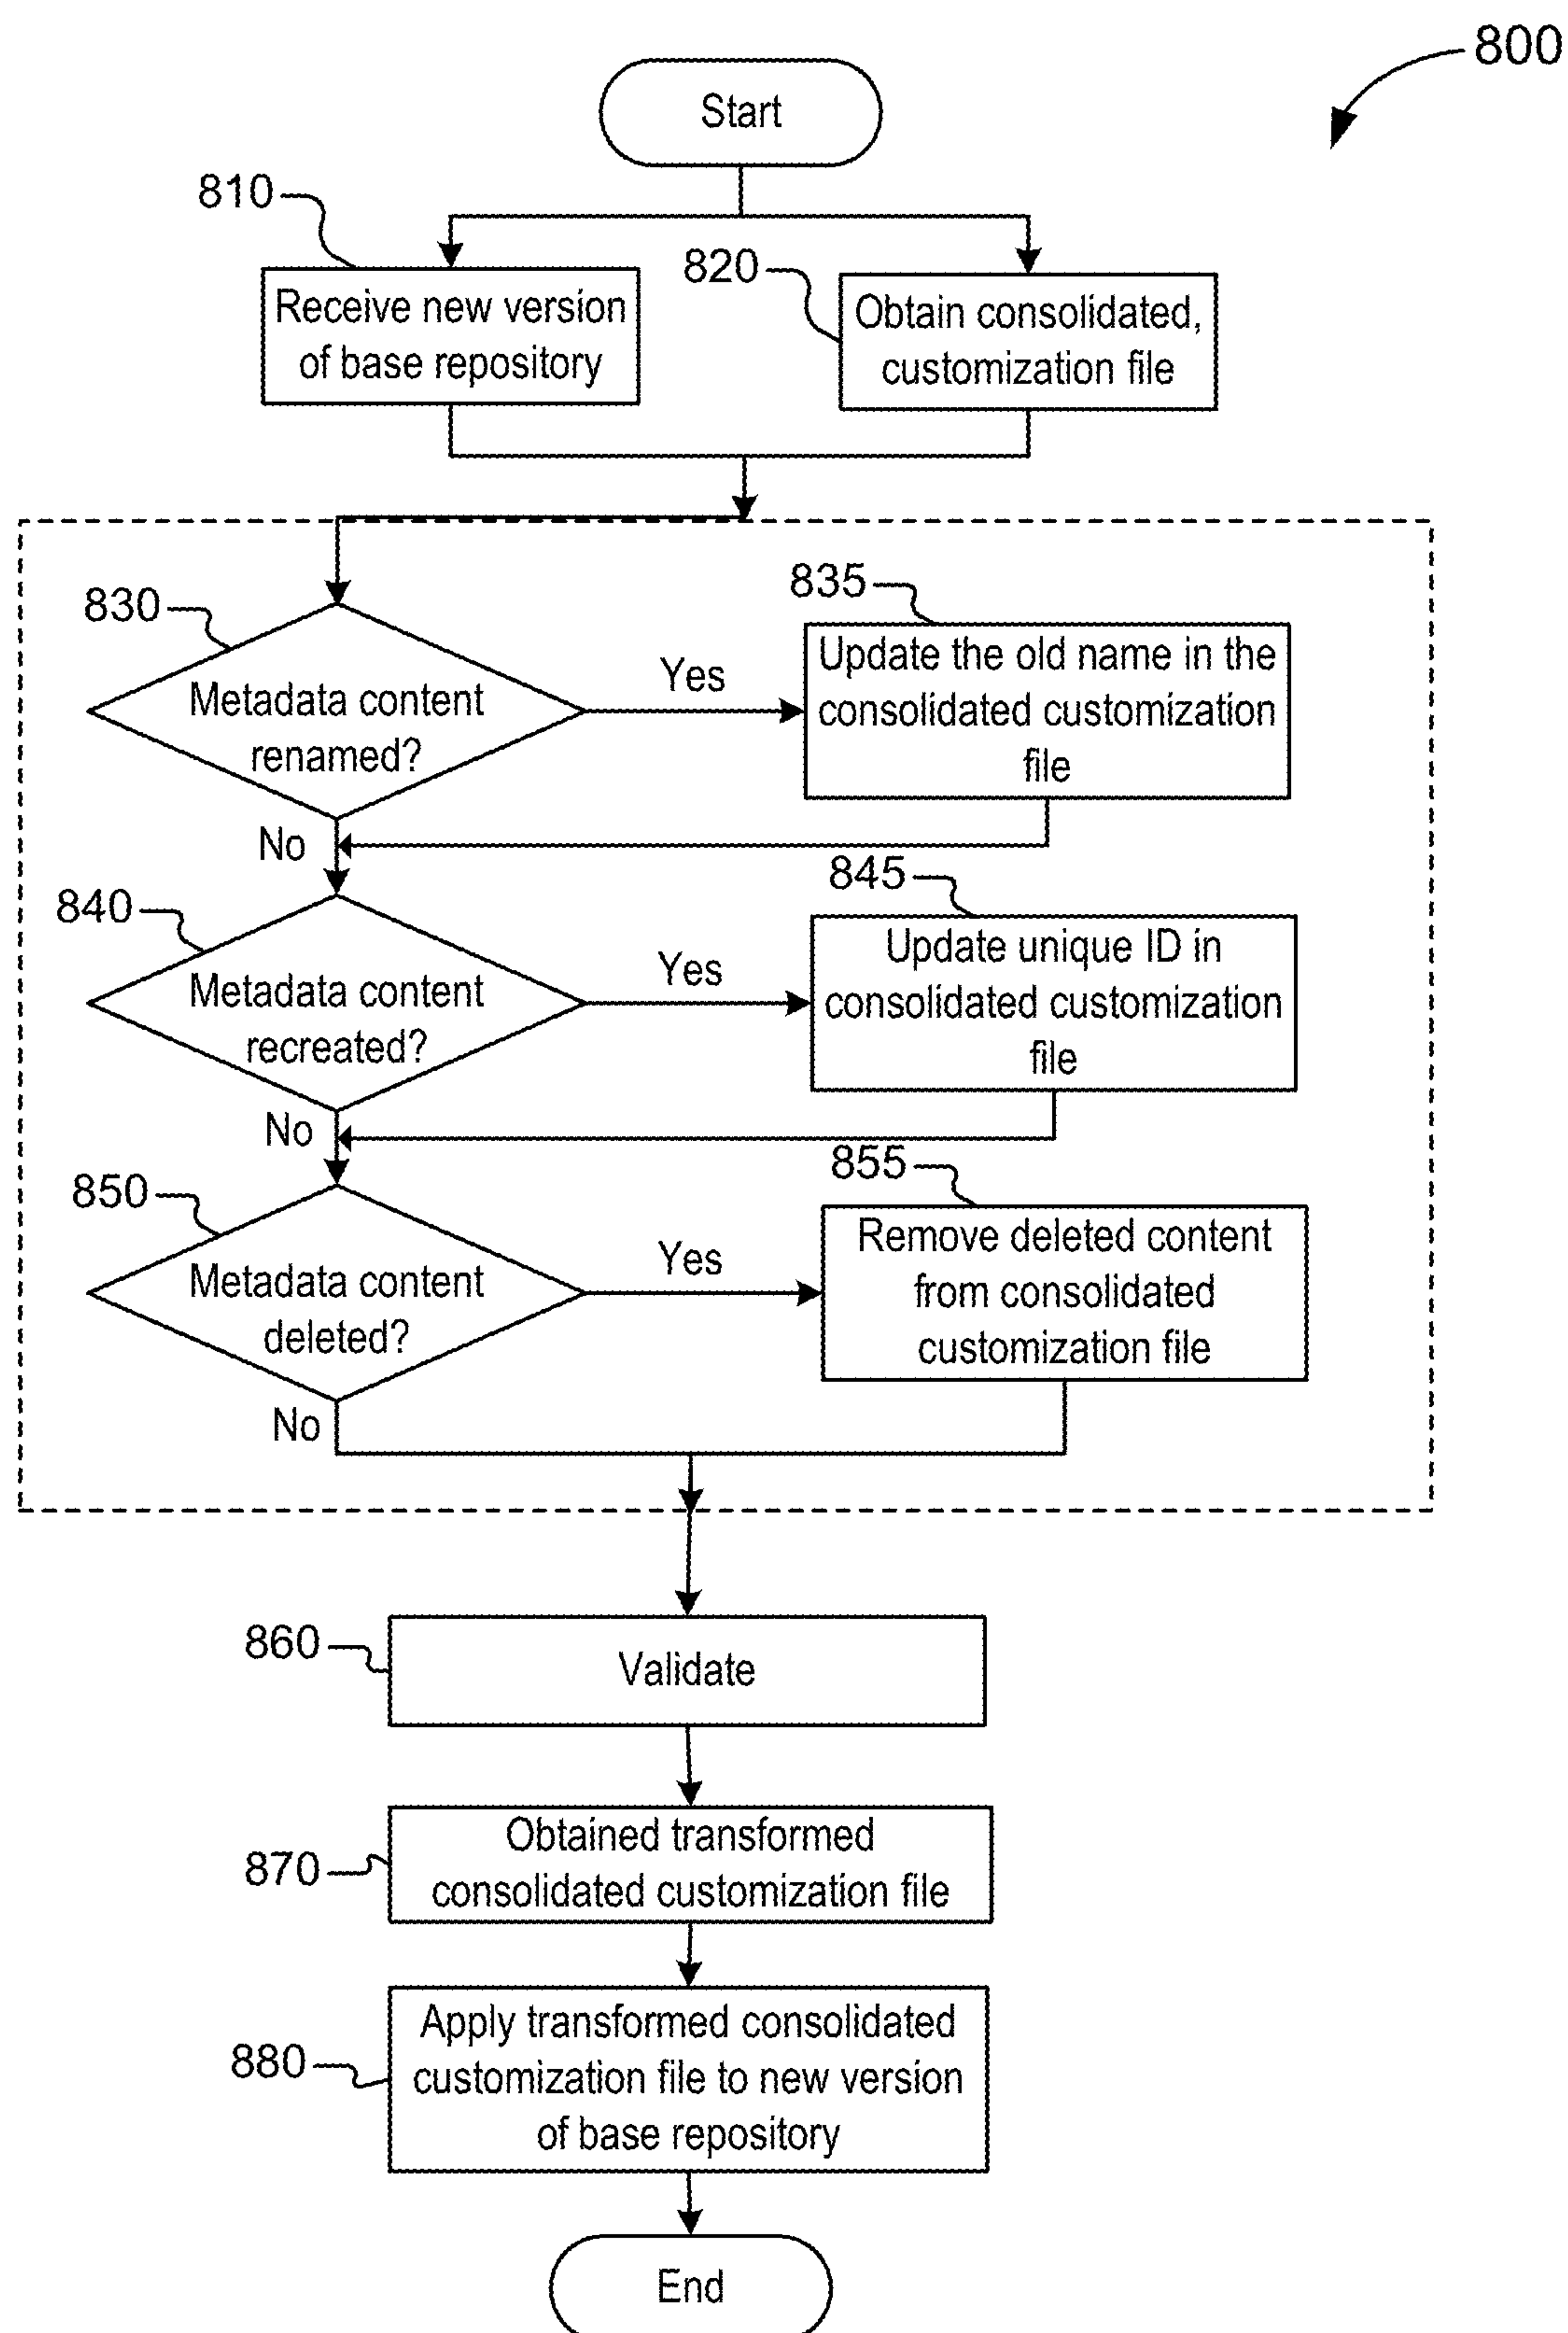 800
Start
810
Receive new version
of base repository
820
Obtain consolidated,
customization file
830
Metadata content
renamed?
Yes
835
Update the old name in the
consolidated customization
file
No
840
Metadata content
recreated?
Yes
845
Update unique ID in
consolidated customization
file
No
850
Metadata content
deleted?
Yes
855
Remove deleted content
from consolidated
customization file
No
860
Validate
870
Obtained transformed
consolidated customization file
880
Apply transformed consolidated
customization file to new version
of base repository
End